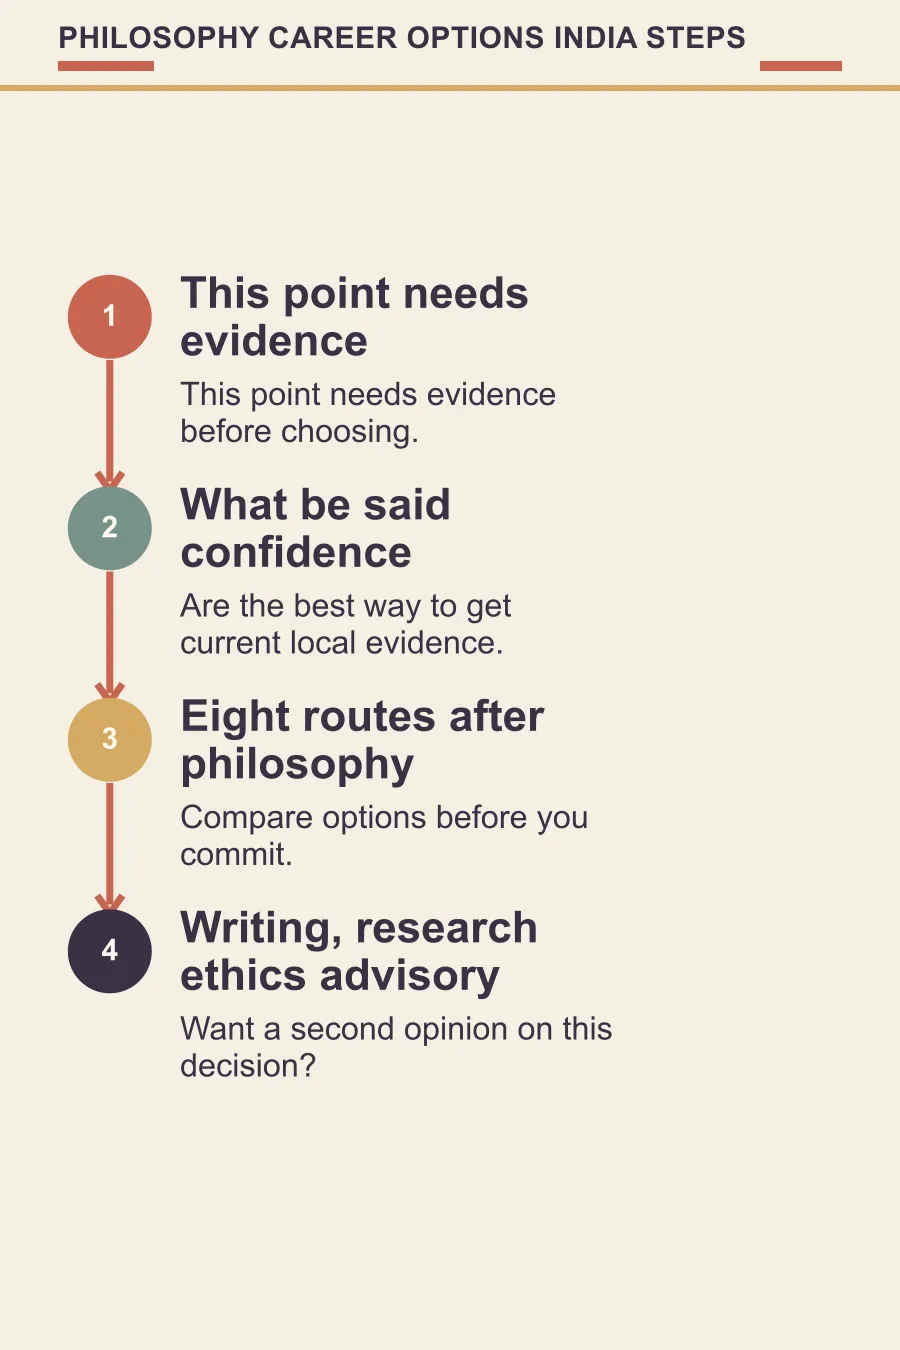 PHILOSOPHY CAREER OPTIONS INDIA STEPS
1
This point needs
evidence
This point needs evidence
before choosing.
2
What be said
confidence
Are the best way to get
current local evidence.
3
Eight routes after
philosophy
Compare options before you
commit.
4
Writing, research
ethics advisory
Want a second opinion on this
decision?